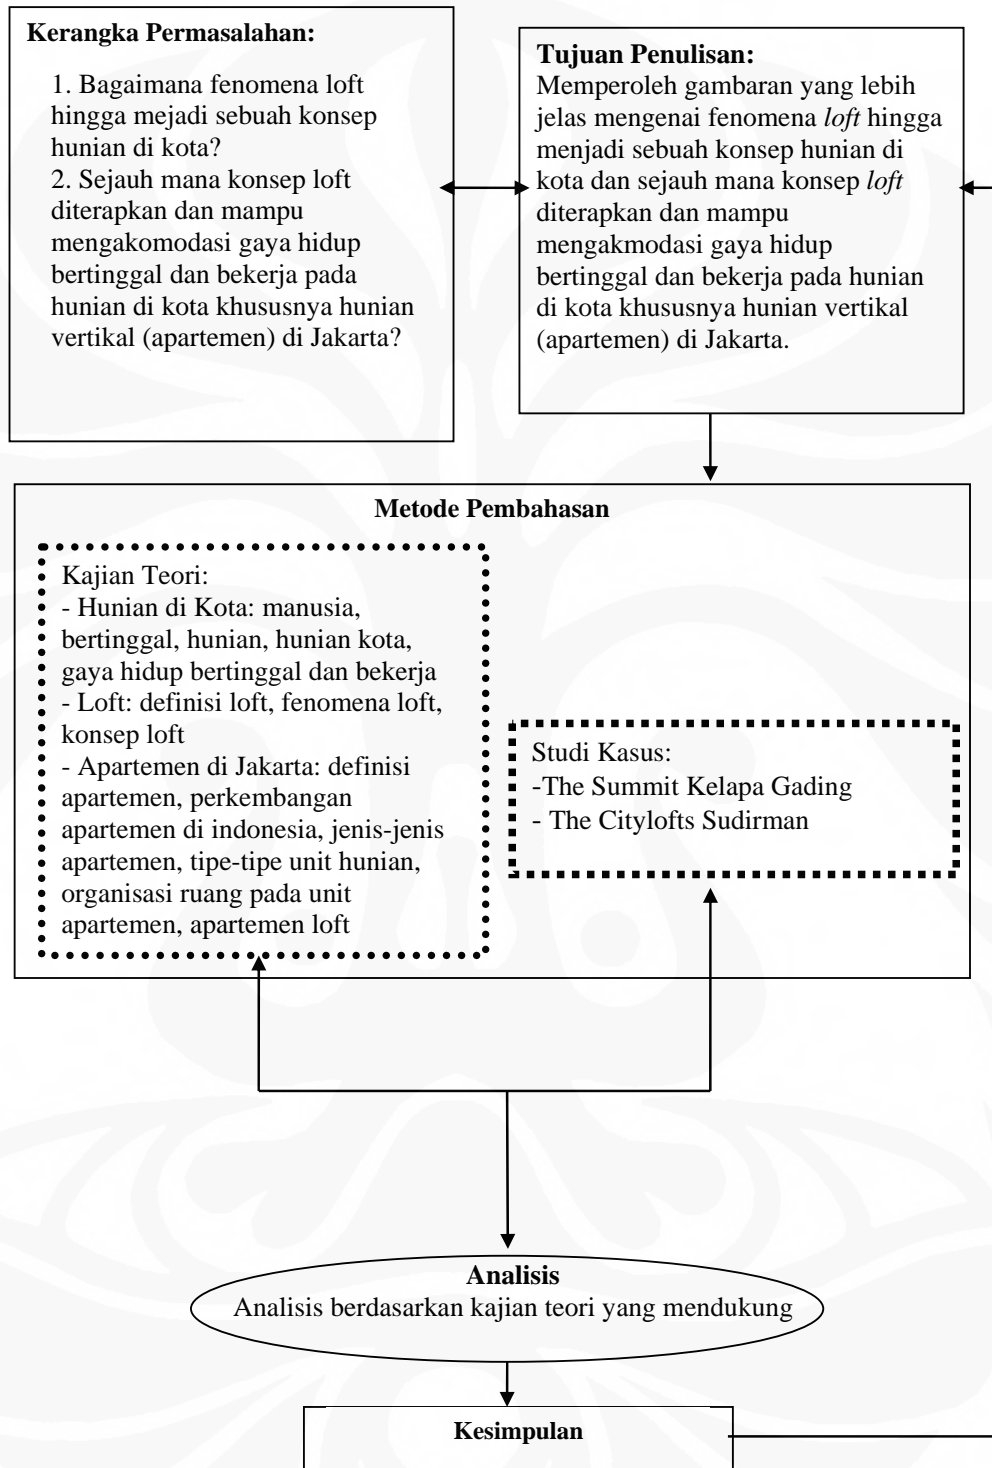 Kerangka Permasalahan:
1. Bagaimana fenomena loft
hingga mejadi sebuah konsep
hunian di kota?
2. Sejauh mana konsep loft
diterapkan dan mampu
mengakomodasi gaya hidup
bertinggal dan bekerja pada
hunian di kota khususnya hunian
vertikal (apartemen) di Jakarta?
Tujuan Penulisan:
Memperoleh gambaran yang lebih
jelas mengenai fenomena loft hingga
menjadi sebuah konsep hunian di
kota dan sejauh mana konsep loft
diterapkan dan mampu
mengakmodasi gaya hidup
bertinggal dan bekerja pada hunian
di kota khususnya hunian vertikal
(apartemen) di Jakarta.
Metode Pembahasan
Kajian Teori:
- Hunian di Kota: manusia,
bertinggal, hunian, hunian kota,
gaya hidup bertinggal dan bekerja
- Loft: definisi loft, fenomena loft,
konsep loft
- Apartemen di Jakarta: definisi
apartemen, perkembangan
apartemen di indonesia, jenis-jenis
apartemen, tipe-tipe unit hunian,
organisasi ruang pada unit
apartemen, apartemen loft
Studi Kasus:
-The Summit Kelapa Gading
- The Citylofts Sudirman
Analisis
Analisis berdasarkan kajian teori yang mendukung
Kesimpulan